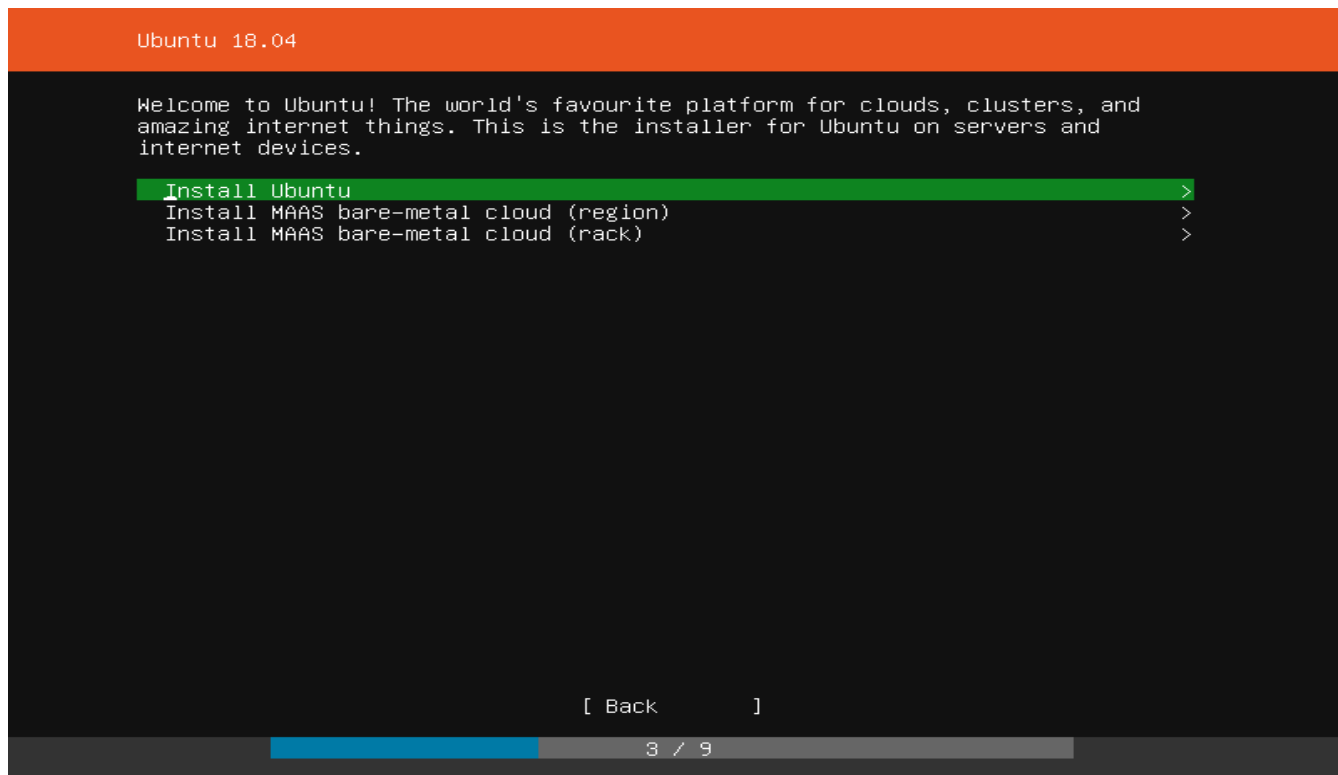 Ubuntu 18.04
Welcome to Ubuntu! The world's favourite platform for clouds, clusters, and
amazing internet things. This is the installer for Ubuntu on servers and
internet devices.
Install Ubuntu >
Install MAAS bare-metal cloud (region) >
Install MAAS bare-metal cloud (rack) >
[ Back ]
3 / 9